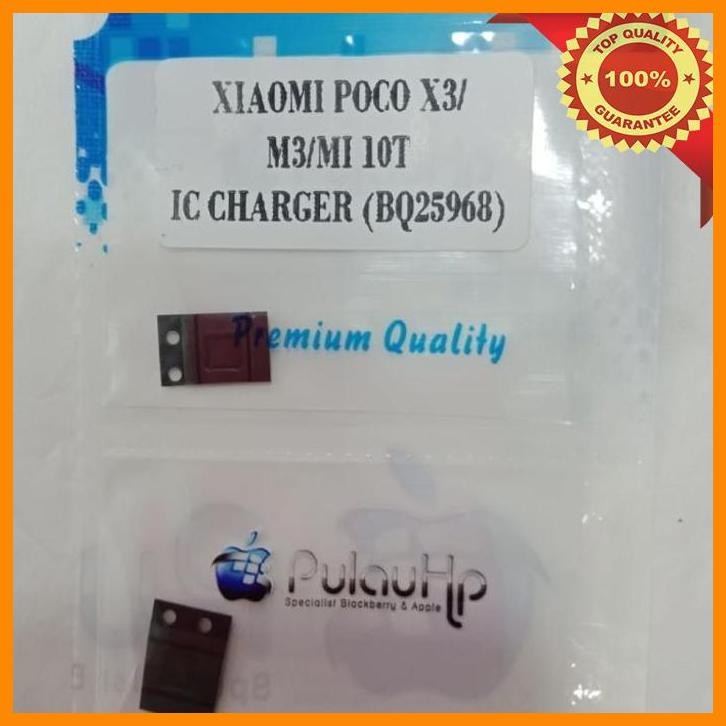 TOP QUALITY
100%
GUARANTEE
XIAOMI POCO X3/
M3/MI 10T
IC CHARGER (BQ25968)
Premium Quality
PulauHp
Specialist Blackberry & Apple